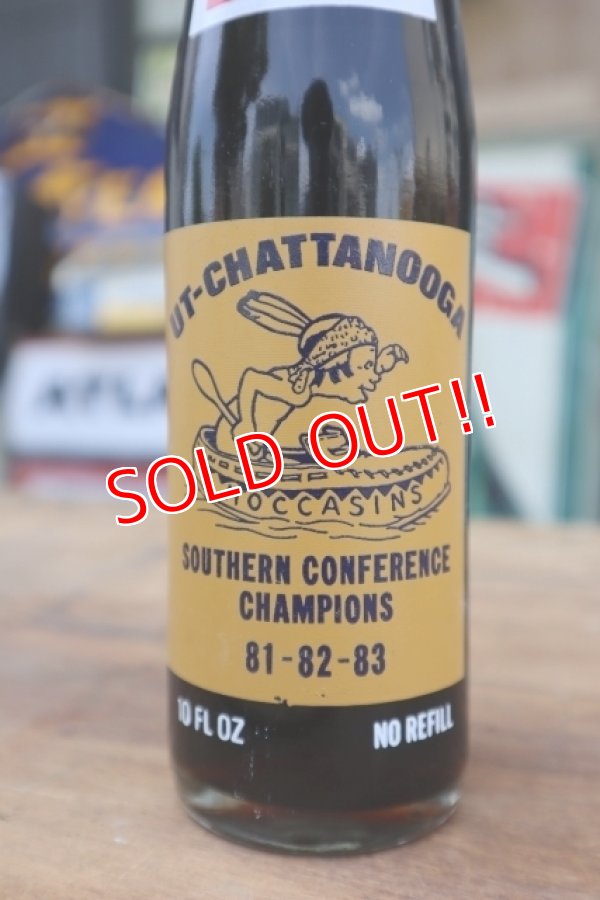 UT-CHATTANOOGA
SOLD OUT!!
MOCCASINS
SOUTHERN CONFERENCE
CHAMPIONS
81-82-83
10 FL OZ
NO REFILL